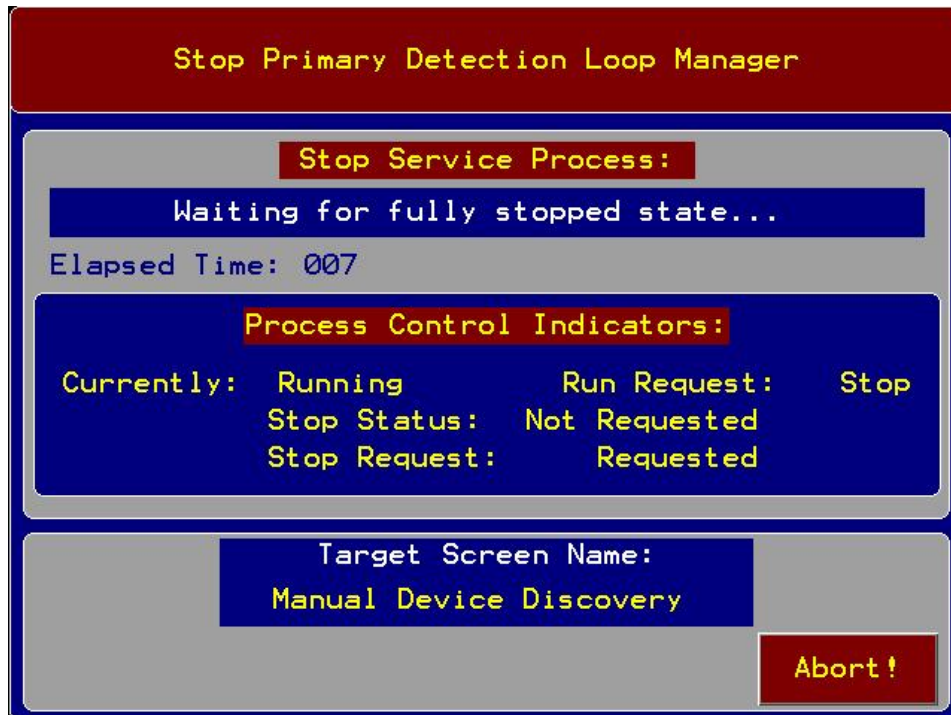 Stop Primary Detection Loop Manager
Stop Service Process:
Waiting for fully stopped state...
Elapsed Time: 007
Process Control Indicators:
Currently: Running Run Request: Stop
Stop Status: Not Requested
Stop Request: Requested
Target Screen Name:
Manual Device Discovery
Abort!